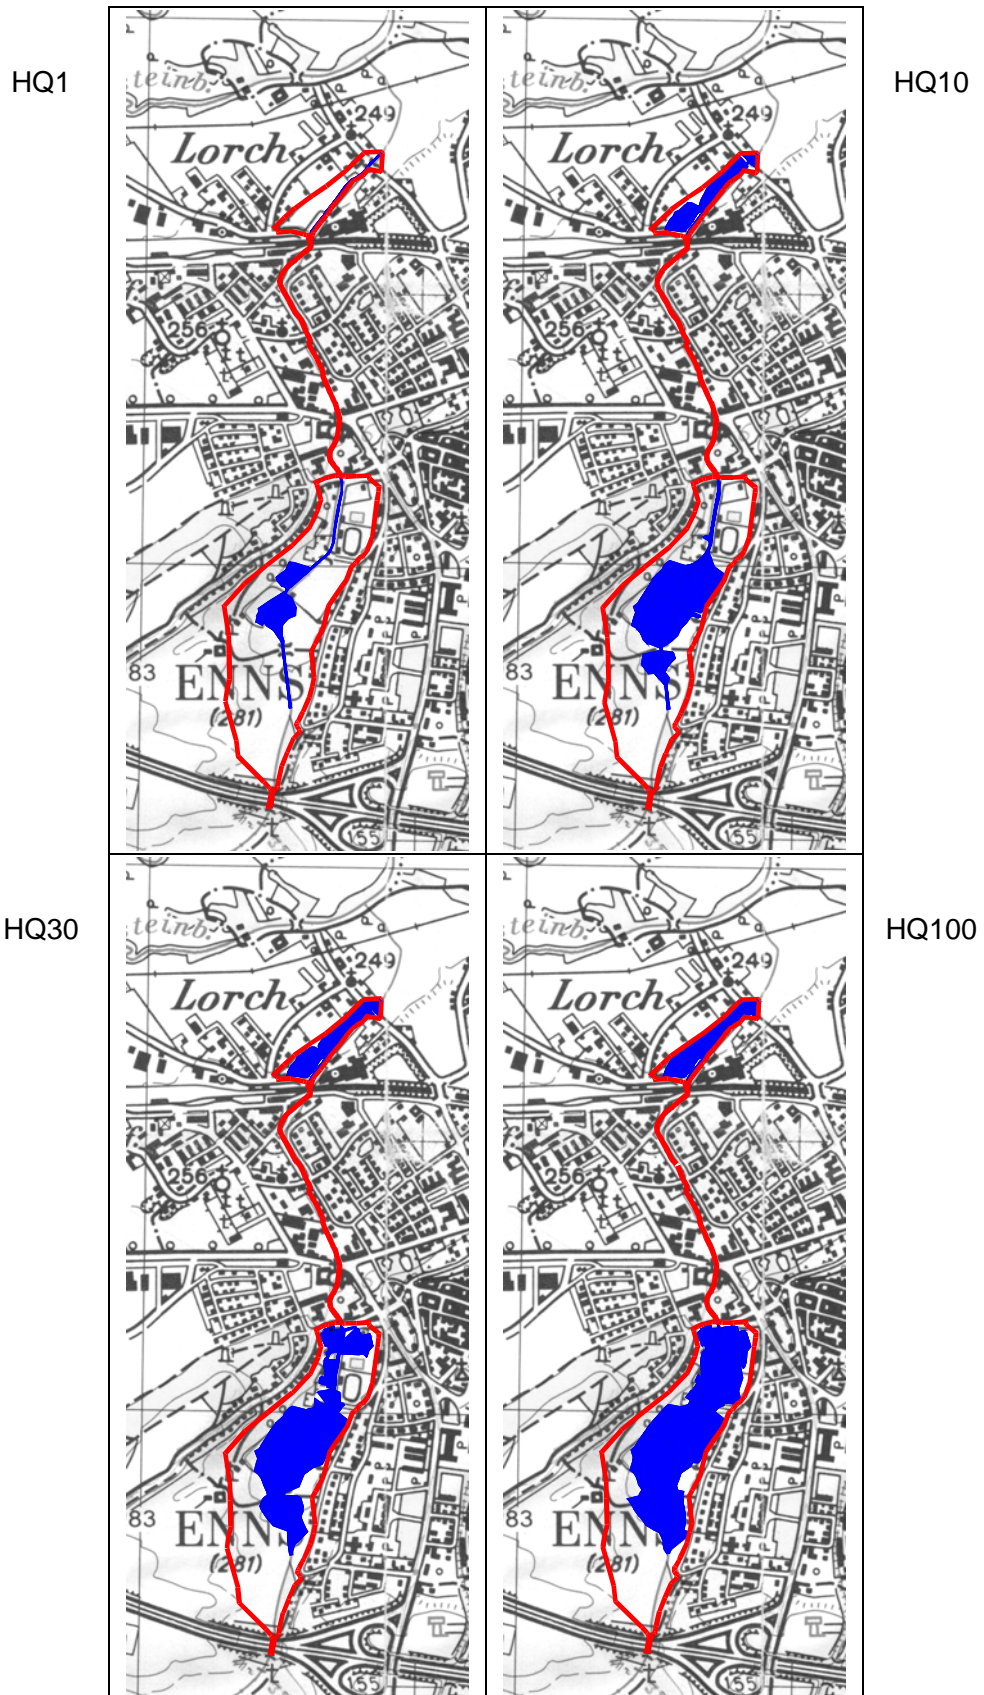 HQ1
HQ10
teinb.
249
Lorch
256
83
ENNS
(281)
155
teinb.
249
Lorch
256
83
ENNS
(281)
155
HQ30
HQ100
teinb.
249
Lorch
256
83
ENNS
(281)
155
teinb.
249
Lorch
256
83
ENNS
(281)
155